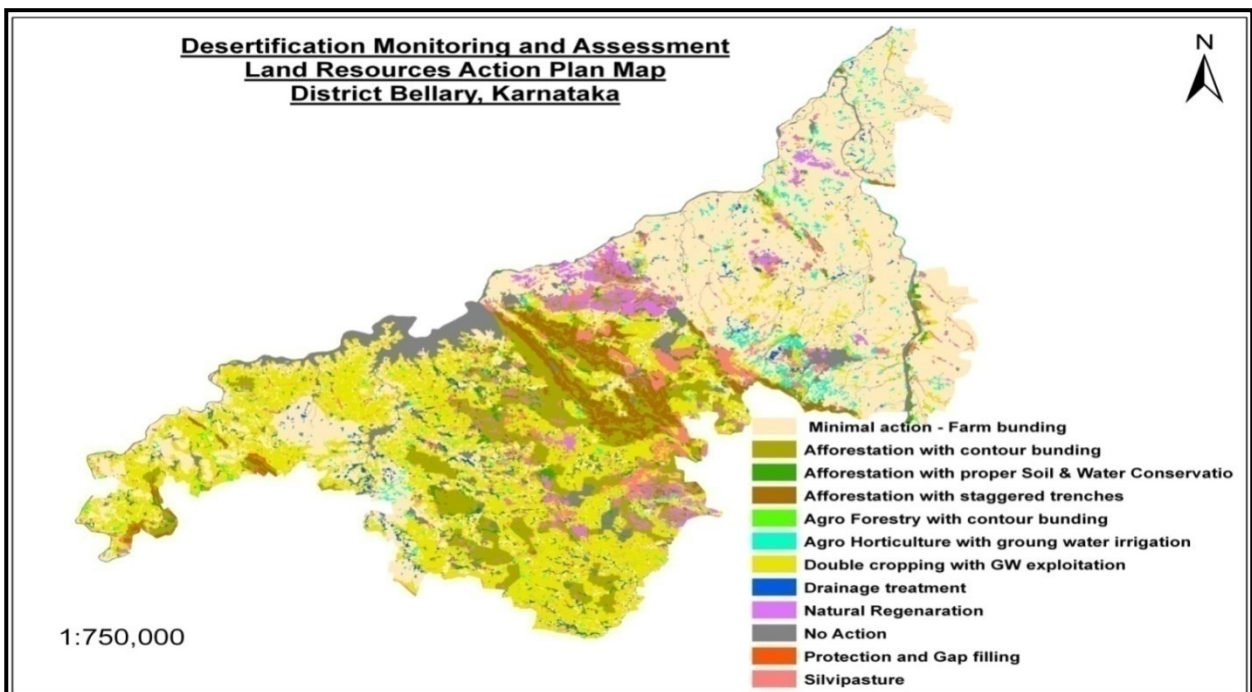 Desertification Monitoring and Assessment
Land Resources Action Plan Map
District Bellary, Karnataka
N
Minimal action - Farm bunding
Afforestation with contour bunding
Afforestation with proper Soil & Water Conservatio
Afforestation with staggered trenches
Agro Forestry with contour bunding
Agro Horticulture with groung water irrigation
Double cropping with GW exploitation
Drainage treatment
Natural Regenaration
No Action
Protection and Gap filling
Silvipasture
1:750,000